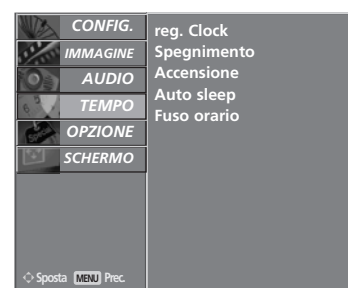 CONFIG.
IMMAGINE
AUDIO
TEMPO
OPZIONE
SCHERMO
reg. Clock
Spegnimento
Accensione
Auto sleep
Fuso orario
Sposta MENU Prec.